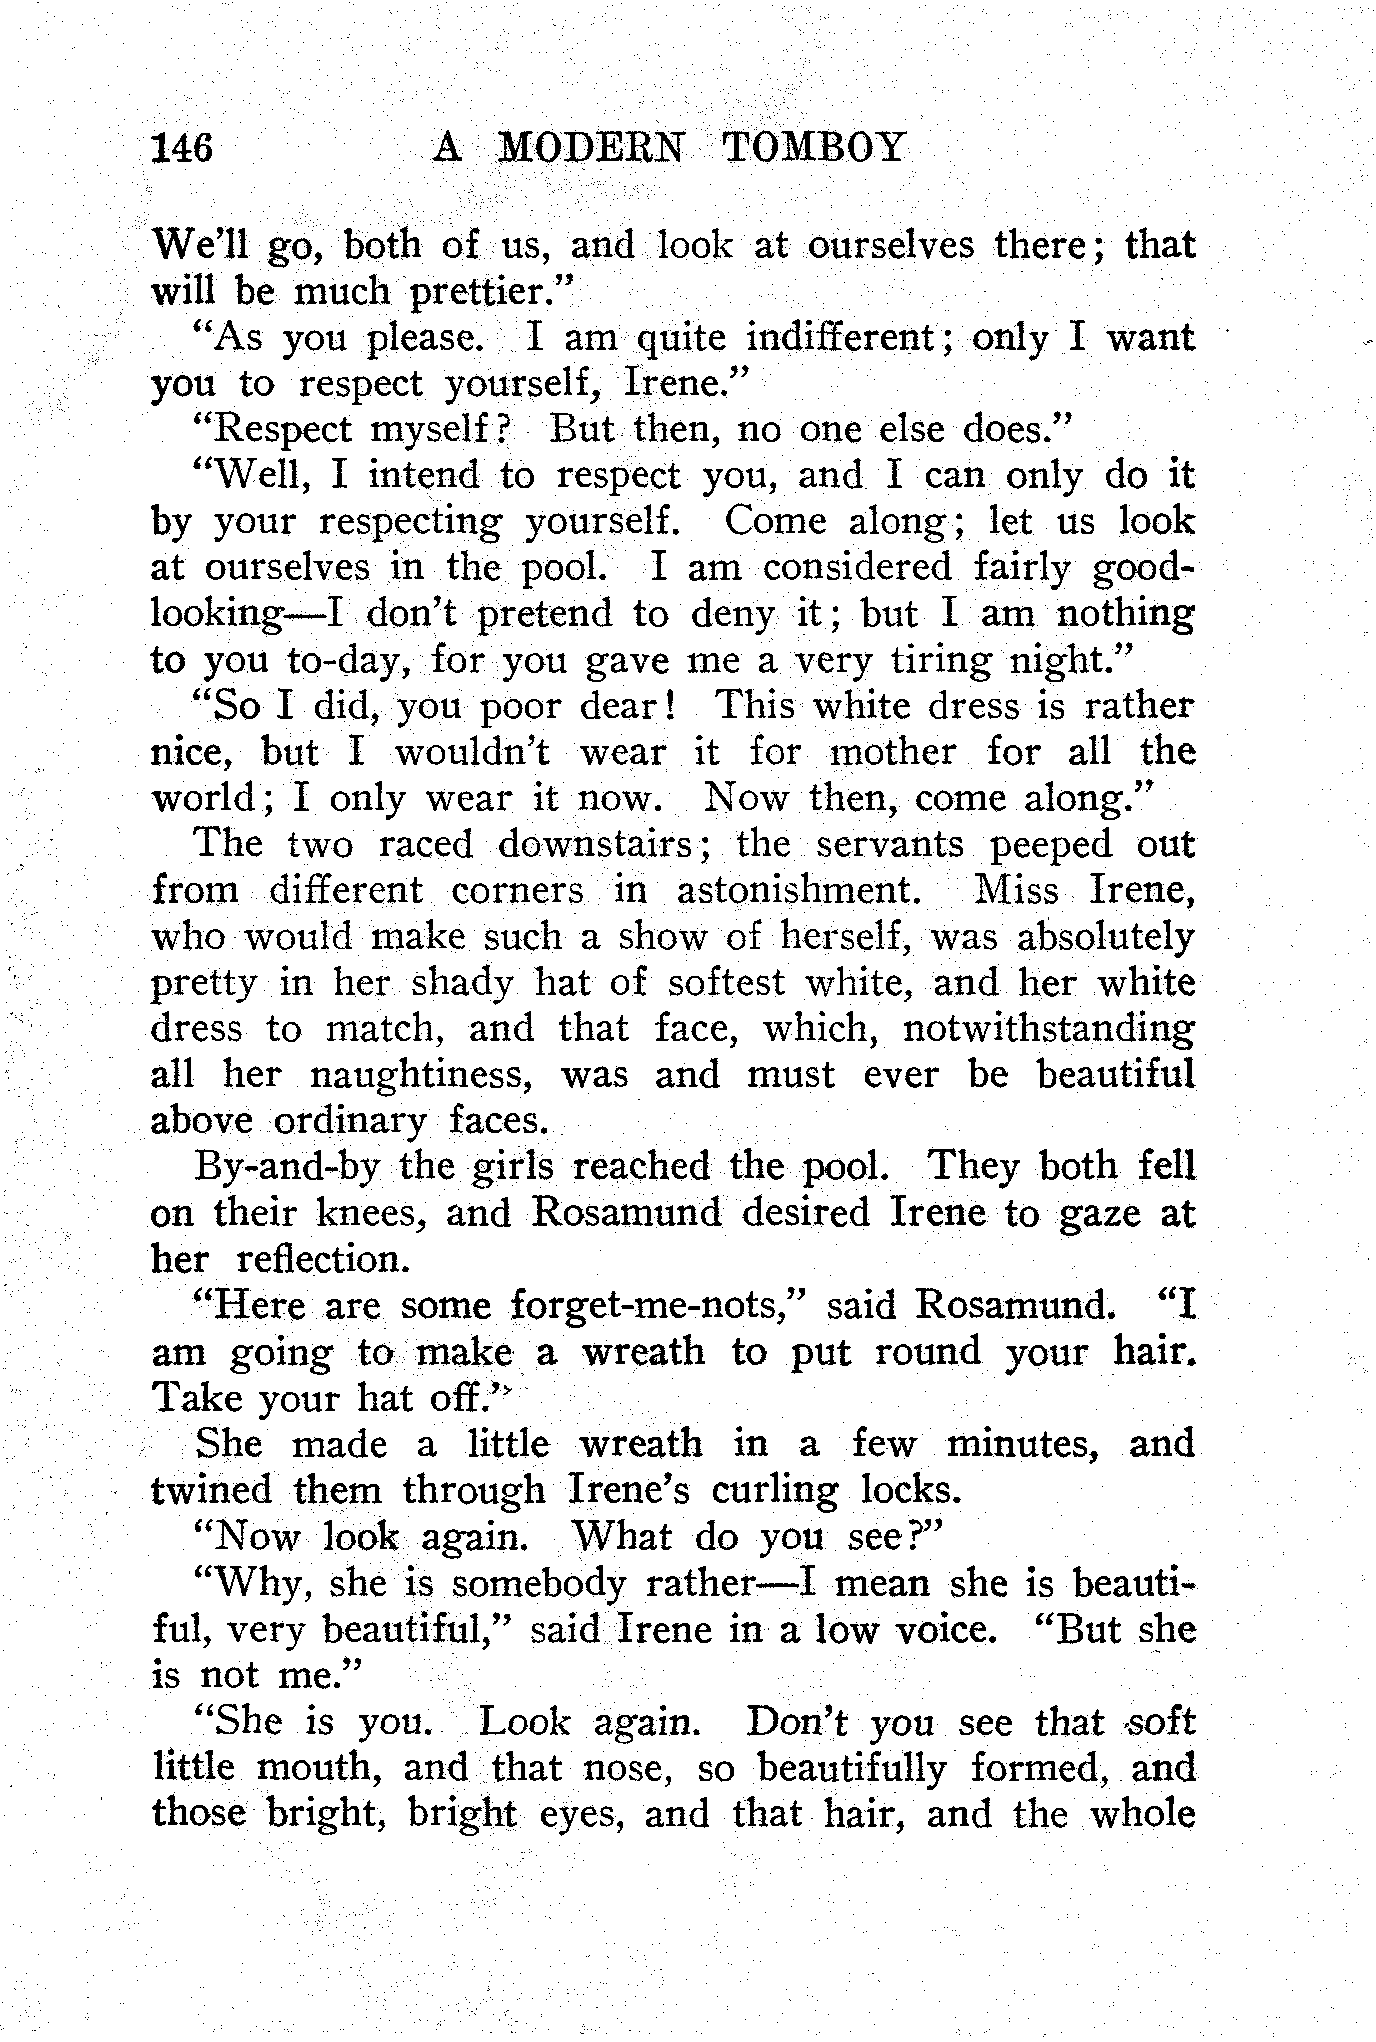 146 A MODERN TOMBOY
We'll go, both of us, and look at ourselves there; that
will be much prettier."
"As you please. I am quite indifferent; only I want
you to respect yourself, Irene."
"Respect myself? But then, no one else does."
"Well, I intend to respect you, and I can only do it
by your respecting yourself. Come along; let us look
at ourselves in the pool. I am considered fairly good-
looking—I don't pretend to deny it; but I am nothing
to you to-day, for you gave me a very tiring night."
"So I did, you poor dear! This white dress is rather
nice, but I wouldn't wear it for mother for all the
world; I only wear it now. Now then, come along."
The two raced downstairs; the servants peeped out
from different corners in astonishment. Miss Irene,
who would make such a show of herself, was absolutely
pretty in her shady hat of softest white, and her white
dress to match, and that face, which, notwithstanding
all her naughtiness, was and must ever be beautiful
above ordinary faces.
By-and-by the girls reached the pool. They both fell
on their knees, and Rosamund desired Irene to gaze at
her reflection.
"Here are some forget-me-nots," said Rosamund. "I
am going to make a wreath to put round your hair.
Take your hat off."
She made a little wreath in a few minutes, and
twined them through Irene's curling locks.
"Now look again. What do you see?"
"Why, she is somebody rather—I mean she is beauti-
ful, very beautiful," said Irene in a low voice. "But she
is not me."
"She is you. Look again. Don't you see that soft
little mouth, and that nose, so beautifully formed, and
those bright, bright eyes, and that hair, and the whole